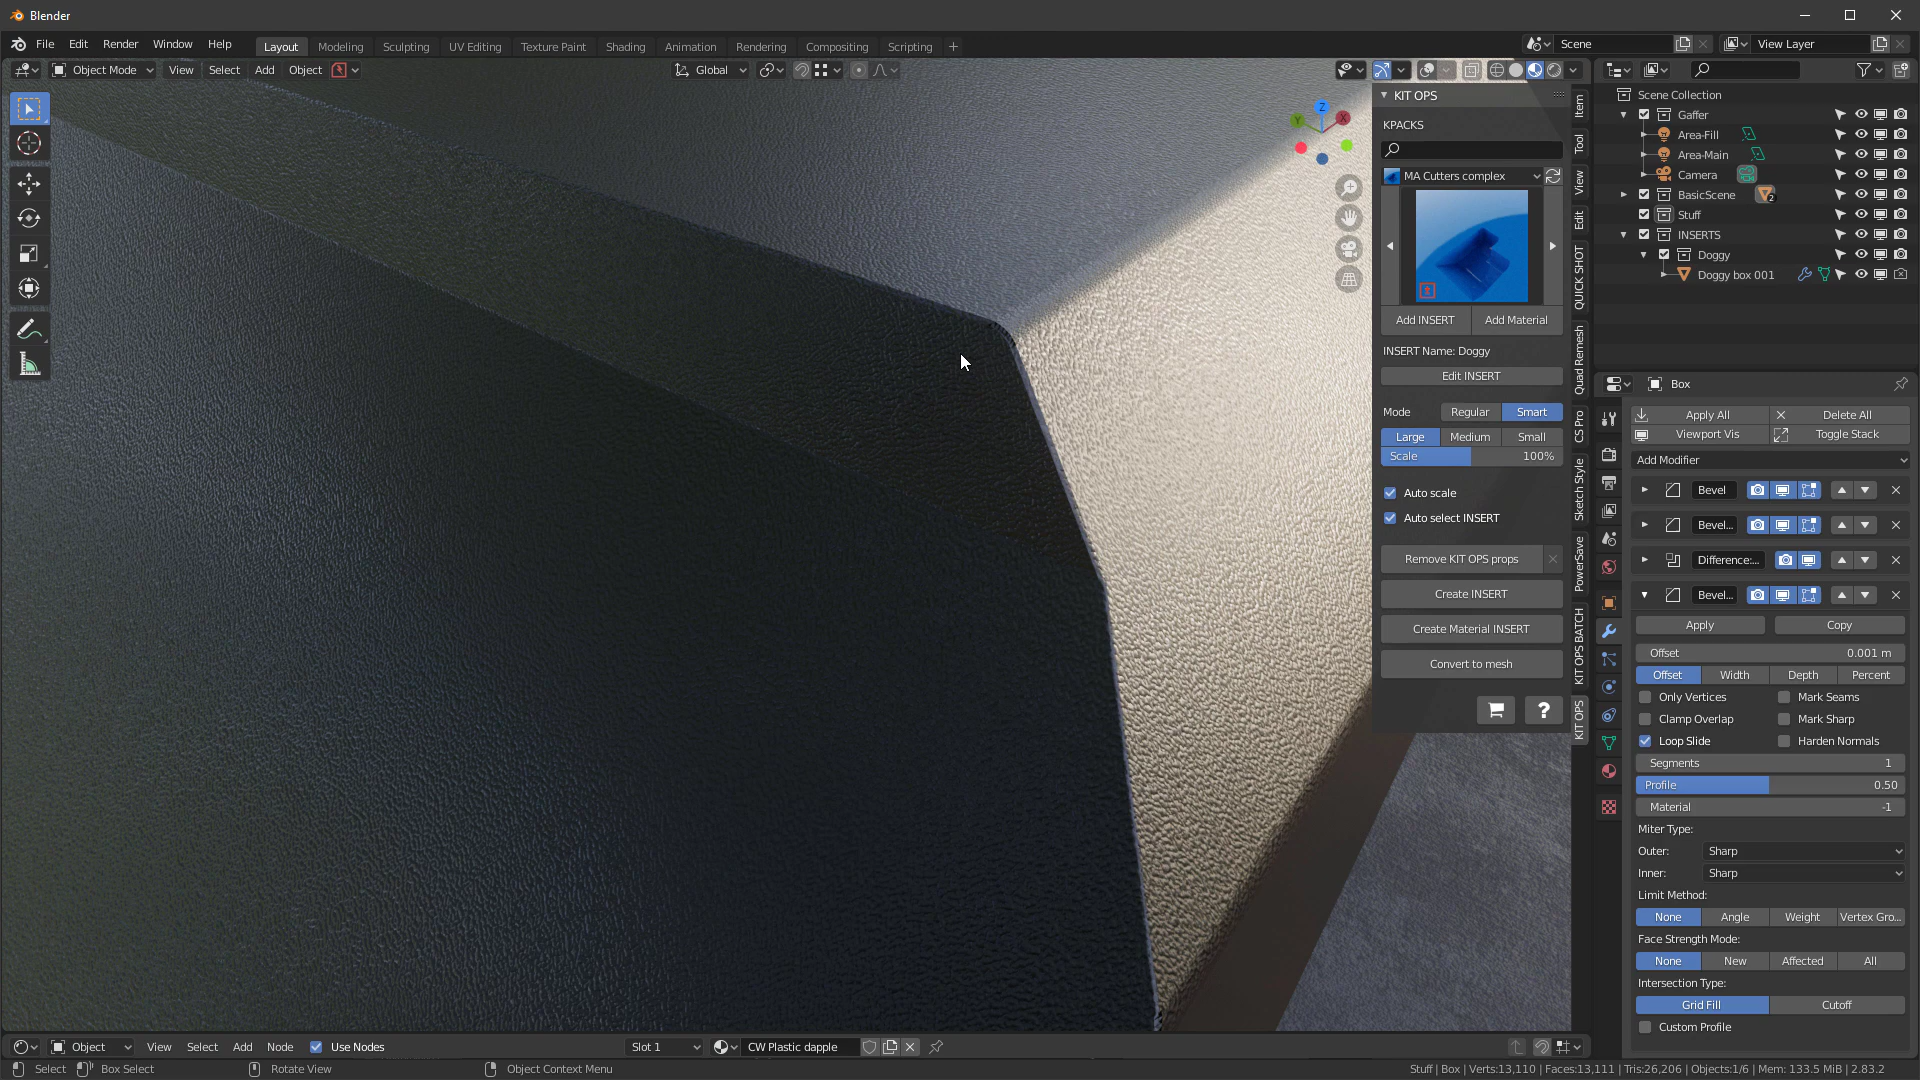 Blender
File Edit Render Window Help
Layout Modeling Sculpting UV Editing Texture Paint Shading Animation Rendering Compositing Scripting +
Scene
View Layer
Object Mode View Select Add Object
Global
KIT OPS
KPACKS
MA Cutters complex
Add INSERT Add Material
INSERT Name: Doggy
Edit INSERT
Mode Regular Smart
Large Medium Small
Scale 100%
Auto scale
Auto select INSERT
Remove KIT OPS props
Create INSERT
Create Material INSERT
Convert to mesh
?
Z
Y
X
Item
Tool
View
Edit
QUICK SHOT
Quad Remesh
CS Pro
Sketch Style
PowerSave
KIT OPS BATCH
KIT OPS
Scene Collection
Gaffer
Area-Fill
Area-Main
Camera
BasicScene 2
Stuff
INSERTS
Doggy
Doggy box 001
Box
Apply All Delete All
Viewport Vis Toggle Stack
Add Modifier
Bevel
Bevel...
Difference:...
Bevel...
Apply Copy
Offset 0.001 m
Offset Width Depth Percent
Only Vertices Mark Seams
Clamp Overlap Mark Sharp
Loop Slide Harden Normals
Segments 1
Profile 0.50
Material -1
Miter Type:
Outer: Sharp
Inner: Sharp
Limit Method:
None Angle Weight Vertex Gro...
Face Strength Mode:
None New Affected All
Intersection Type:
Grid Fill Cutoff
Custom Profile
Object View Select Add Node Use Nodes Slot 1 CW Plastic dapple
Select Box Select Rotate View Object Context Menu
Stuff | Box | Verts:13,110 | Faces:13,111 | Tris:26,206 | Objects:1/6 | Mem: 133.5 MiB | 2.83.2